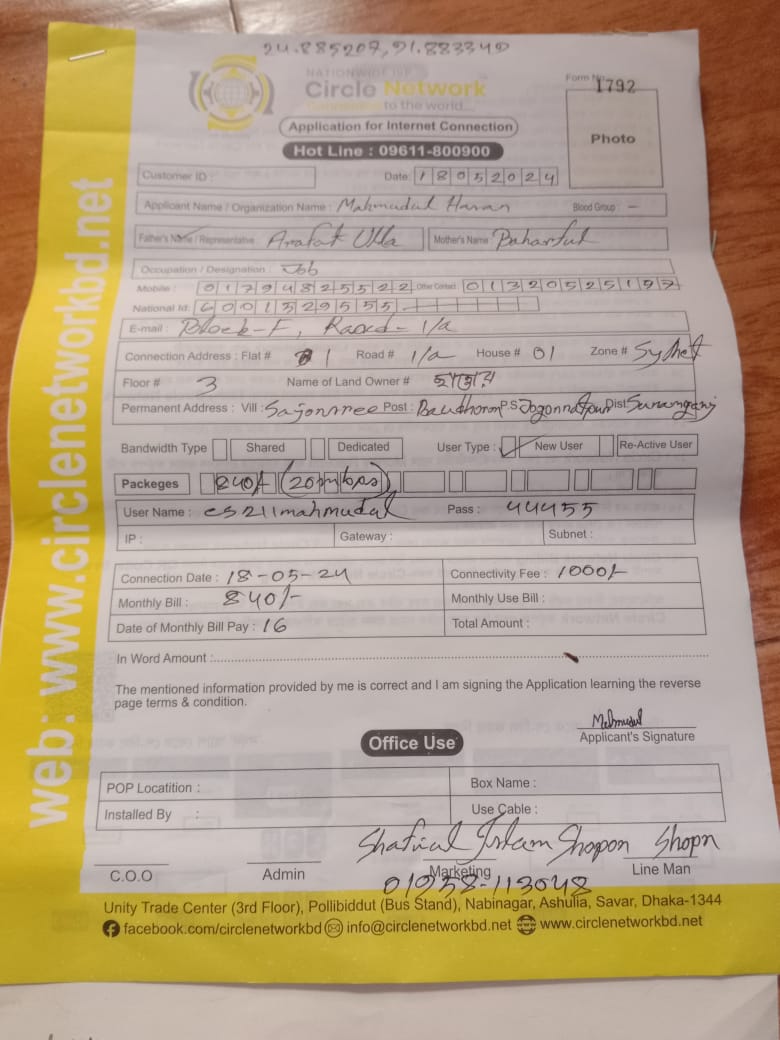 24.885207, 91.883340
NATIONWIDE ISP
Circle Network
Connecting to the world...
Form No. 1792
Photo
Application for Internet Connection
Hot Line : 09611-800900
Customer ID : Date: 18052024
Applicant Name / Organization Name : Mahmudul Hasan Blood Group : -
Father's Name / Representative : Arafat Ulla Mother's Name
Occupation / Designation : Job
Mobile : 01794825522 Other Contact : 01320525197
National Id: 6001529555
E-mail : Block-F, Raod- 1/a
Connection Address : Flat # 1 Road # 1/a House # 01 Zone # Sylhet
Floor # 3 Name of Land Owner #
Permanent Address : Vill : Post : P.S Jogonnatpur Dist Sunamganj
Bandwidth Type Shared Dedicated User Type : New User Re-Active User
Packeges 840/- (20mbps)
User Name : cs211mahmudal Pass : 44455
IP : Gateway : Subnet :
Connection Date : 18-05-24 Connectivity Fee : 1000/-
Monthly Bill : 840/- Monthly Use Bill :
Date of Monthly Bill Pay : 16 Total Amount :
In Word Amount :
The mentioned information provided by me is correct and I am signing the Application learning the reverse
page terms & condition.
Mahmudul
Applicant's Signature
Office Use
POP Locatition : Box Name :
Installed By : Use Cable :
Islam Shopon Shopn
C.O.O Admin Marketing Line Man
01938-113048
Unity Trade Center (3rd Floor), Pollibiddut (Bus Stand), Nabinagar, Ashulia, Savar, Dhaka-1344
facebook.com/circlenetworkbd info@circlenetworkbd.net www.circlenetworkbd.net
web: www.circlenetworkbd.net